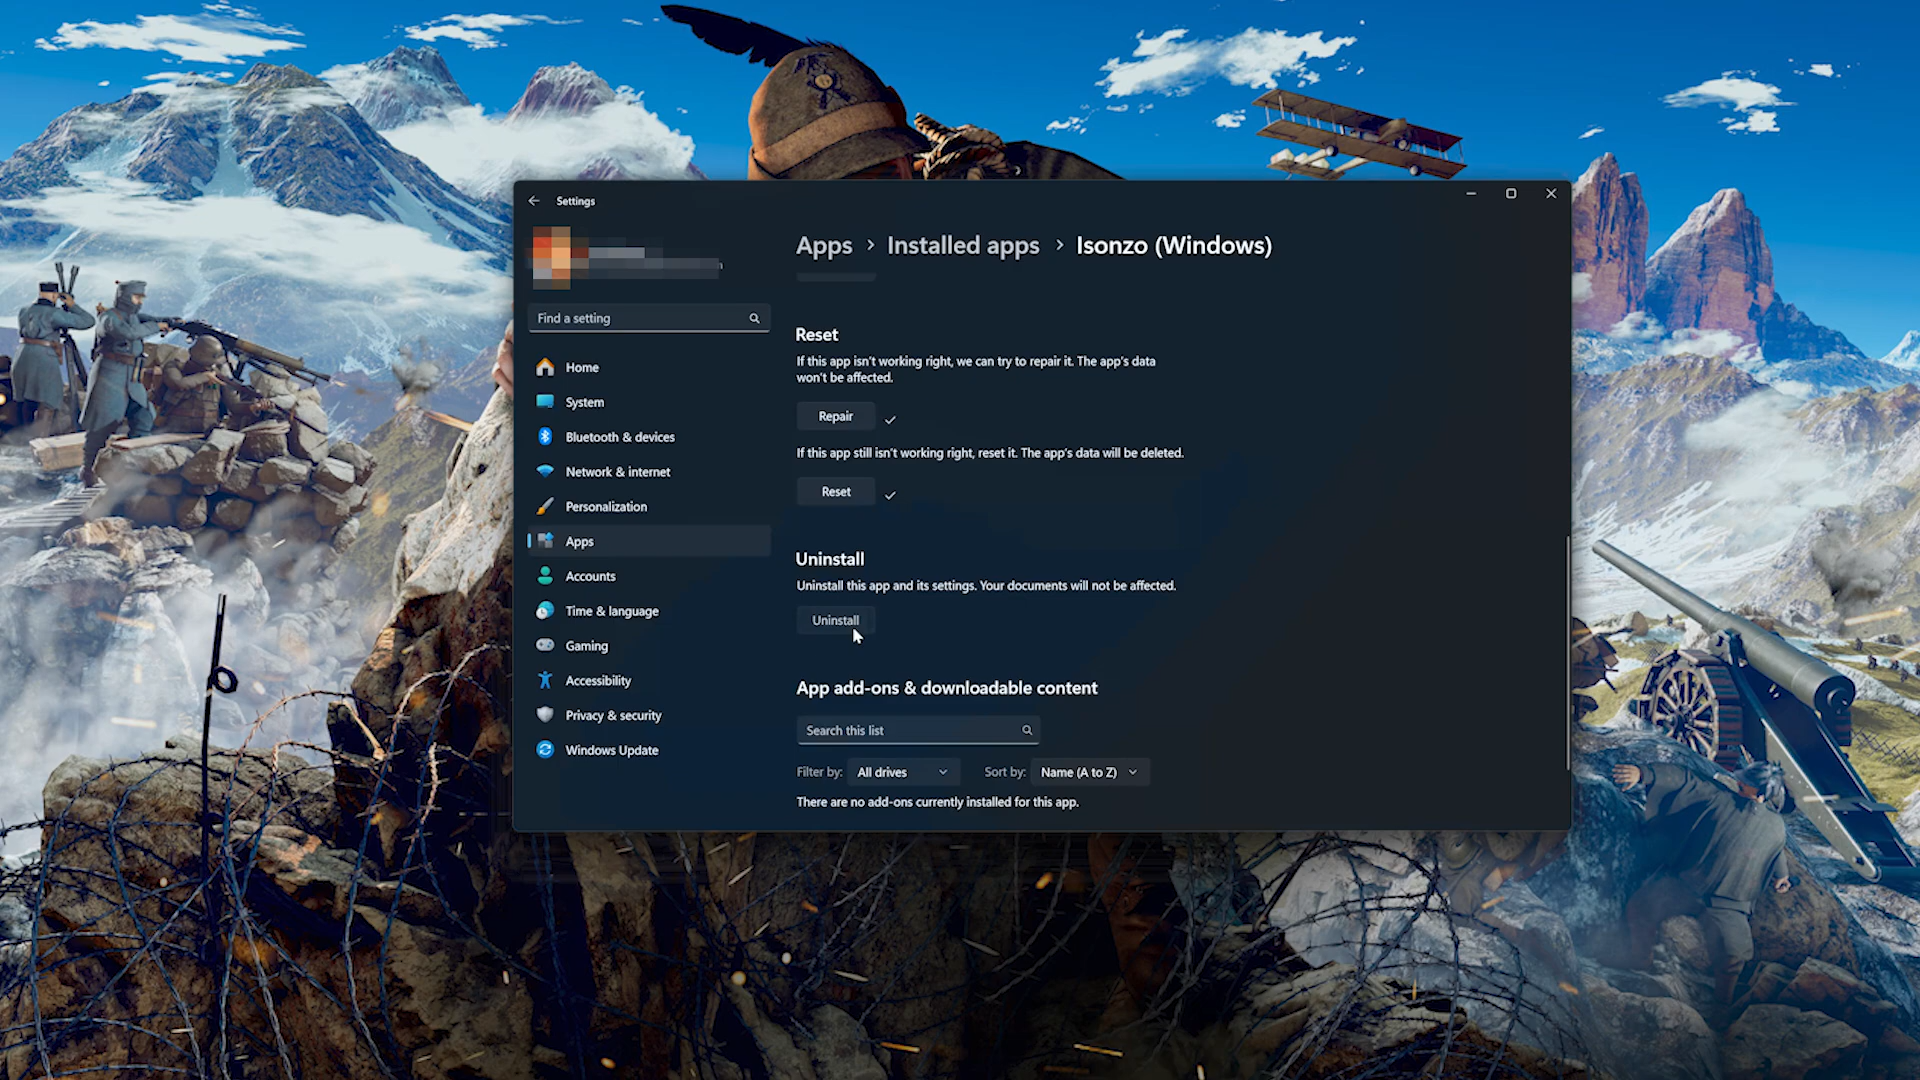 Settings
Apps > Installed apps > Isonzo (Windows)
Find a setting
Home
System
Bluetooth & devices
Network & internet
Personalization
Apps
Accounts
Time & language
Gaming
Accessibility
Privacy & security
Windows Update
Reset
If this app isn't working right, we can try to repair it. The app's data
won't be affected.
Repair
If this app still isn't working right, reset it. The app's data will be deleted.
Reset
Uninstall
Uninstall this app and its settings. Your documents will not be affected.
Uninstall
App add-ons & downloadable content
Search this list
Filter by: All drives Sort by: Name (A to Z)
There are no add-ons currently installed for this app.